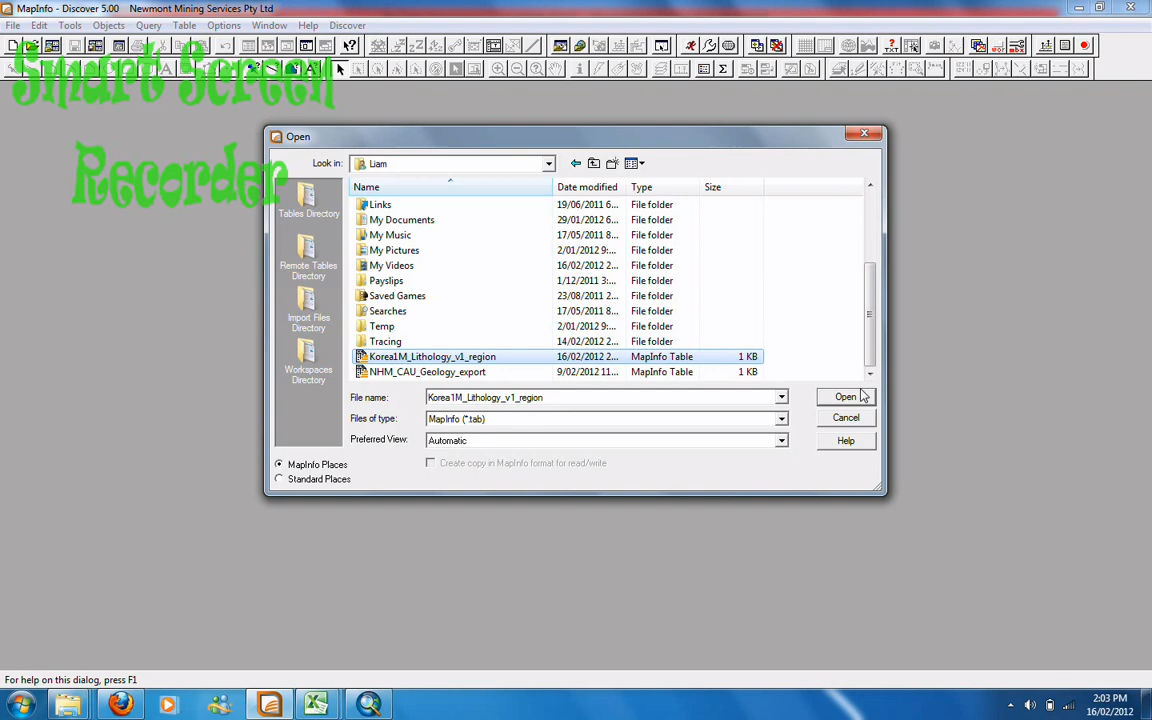 MapInfo - Discover 5.00 Newmont Mining Services Pty Ltd
File Edit Tools Objects Query Table Options Window Help Discover
Smart Screen
Recorder
Open
Look in: Liam
Name Date modified Type Size
Links 19/06/2011 6... File folder
My Documents 29/01/2012 6... File folder
My Music 17/05/2011 8... File folder
My Pictures 2/01/2012 9:... File folder
My Videos 16/02/2012 2... File folder
Payslips 1/12/2011 3:... File folder
Saved Games 23/08/2011 2... File folder
Searches 17/05/2011 8... File folder
Temp 2/01/2012 9:... File folder
Tracing 14/02/2012 2... File folder
Korea1M_Lithology_v1_region 16/02/2012 2... MapInfo Table 1 KB
NHM_CAU_Geology_export 9/02/2012 11... MapInfo Table 1 KB
Tables Directory
Remote Tables
Directory
Import Files
Directory
Workspaces
Directory
File name: Korea1M_Lithology_v1_region Open
Files of type: MapInfo (*.tab) Cancel
Preferred View: Automatic Help
Create copy in MapInfo format for read/write
MapInfo Places
Standard Places
For help on this dialog, press F1
2:03 PM
16/02/2012